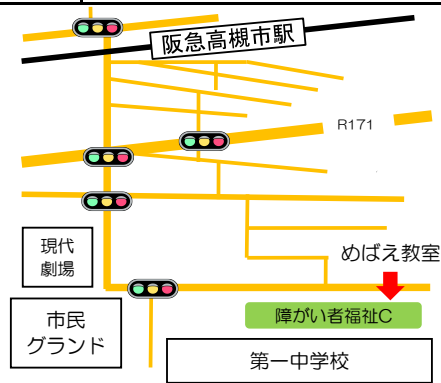 阪急高槻市駅
R171
現代
劇場
めばえ教室
市民
グランド
障がい者福祉C
第一中学校